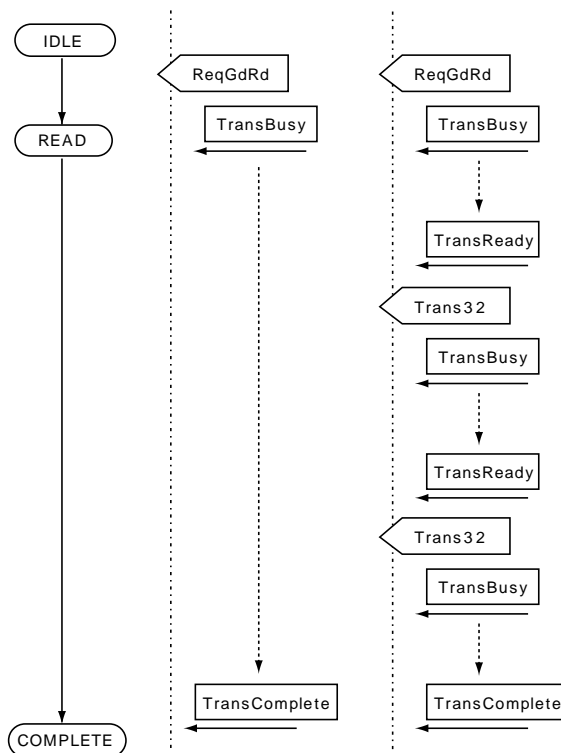 IDLE
ReqGdRd
ReqGdRd
TransBusy
TransBusy
READ
TransReady
Trans32
TransBusy
TransReady
Trans32
TransBusy
TransComplete
TransComplete
COMPLETE